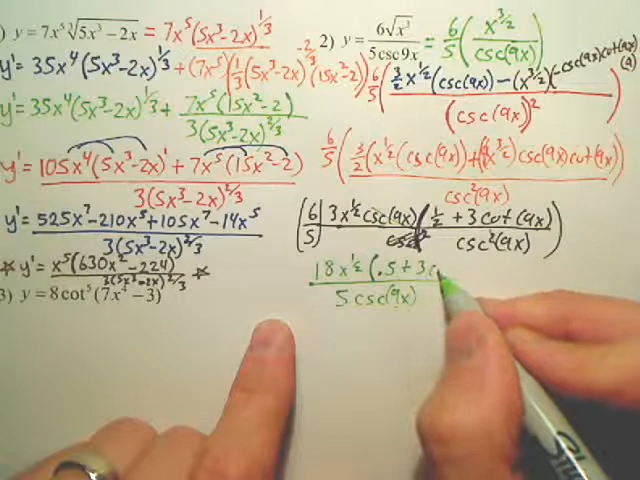 ) y = 7x⁵∛(5x³ − 2x) = 7x⁵(5x³−2x)^(1/3)
y' = 35x⁴(5x³−2x)^(1/3) + (7x⁵)(1/3(5x³−2x)^(−2/3)(15x²−2))
y' = 35x⁴(5x³−2x)^(1/3) + 7x⁵(15x²−2) / 3(5x³−2x)^(2/3)
y' = 105x⁴(5x³−2x)¹ + 7x⁵(15x²−2) / 3(5x³−2x)^(2/3)
y' = 525x⁷−210x⁵+105x⁷−14x⁵ / 3(5x³−2x)^(2/3)
* y' = x⁵(630x²−224) / 3(5x³−2x)^(2/3) *
3) y = 8cot⁵(7x⁴ − 3)
2) y = 6√x³ / 5csc9x = 6/5 (x^(3/2) / csc(9x))
6/5 (3/2 x^(1/2) (csc(9x)) − (x^(3/2))(−csc(9x)cot(9x)(9) / (csc(9x))²)
6/5 (3/2(x^(1/2)(csc(9x)) + (9x^(3/2))csc(9x)cot(9x) / csc²(9x))
(6/5 | 3x^(1/2) csc(9x) (1/2 + 3cot(9x) / csc²(9x))
18x^(1/2) (.5 + 3c / 5csc(9x)